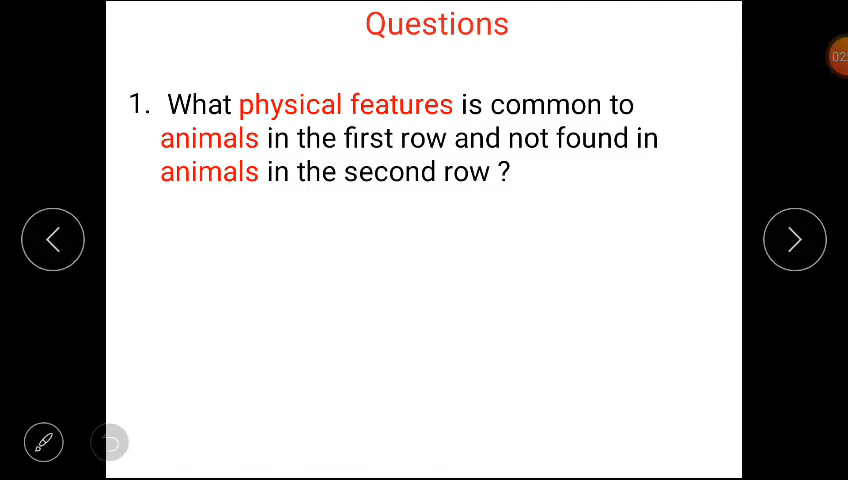 Questions
1. What physical features is common to
animals in the first row and not found in
animals in the second row ?